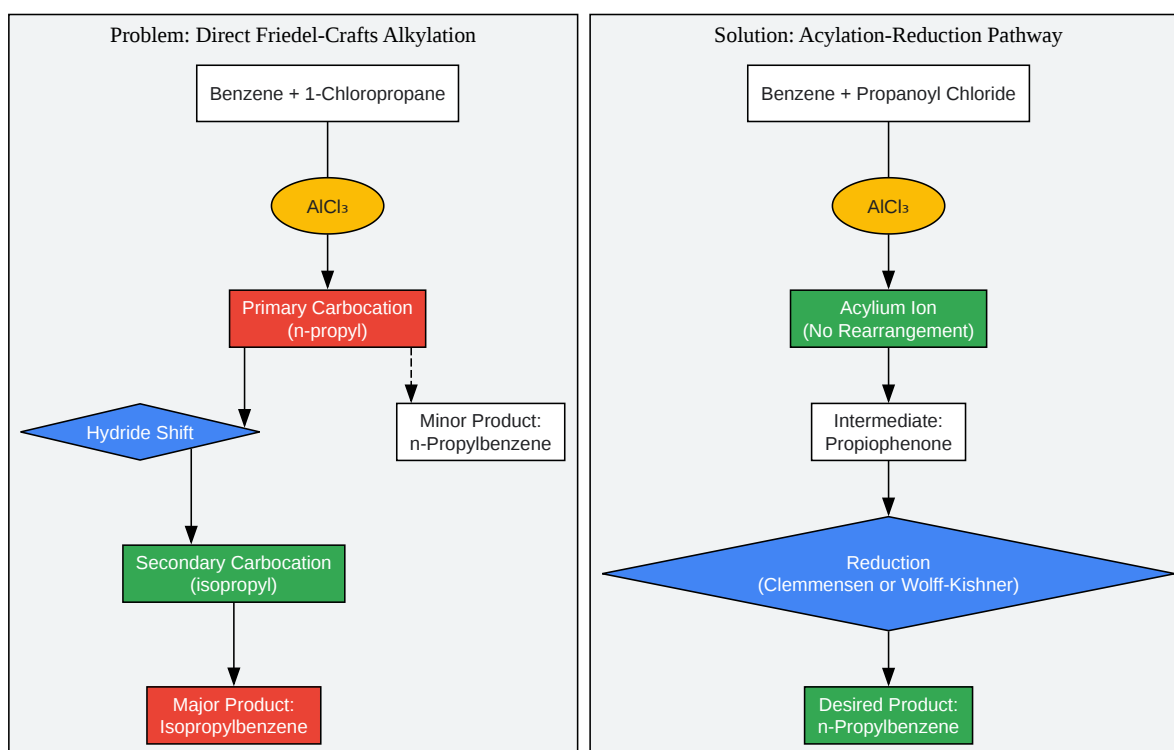 Problem: Direct Friedel-Crafts Alkylation
Benzene + 1-Chloropropane
AlCl₃
Primary Carbocation
(n-propyl)
Hydride Shift
Minor Product:
n-Propylbenzene
Secondary Carbocation
(isopropyl)
Major Product:
Isopropylbenzene
Solution: Acylation-Reduction Pathway
Benzene + Propanoyl Chloride
AlCl₃
Acylium Ion
(No Rearrangement)
Intermediate:
Propiophenone
Reduction
(Clemmensen or Wolff-Kishner)
Desired Product:
n-Propylbenzene